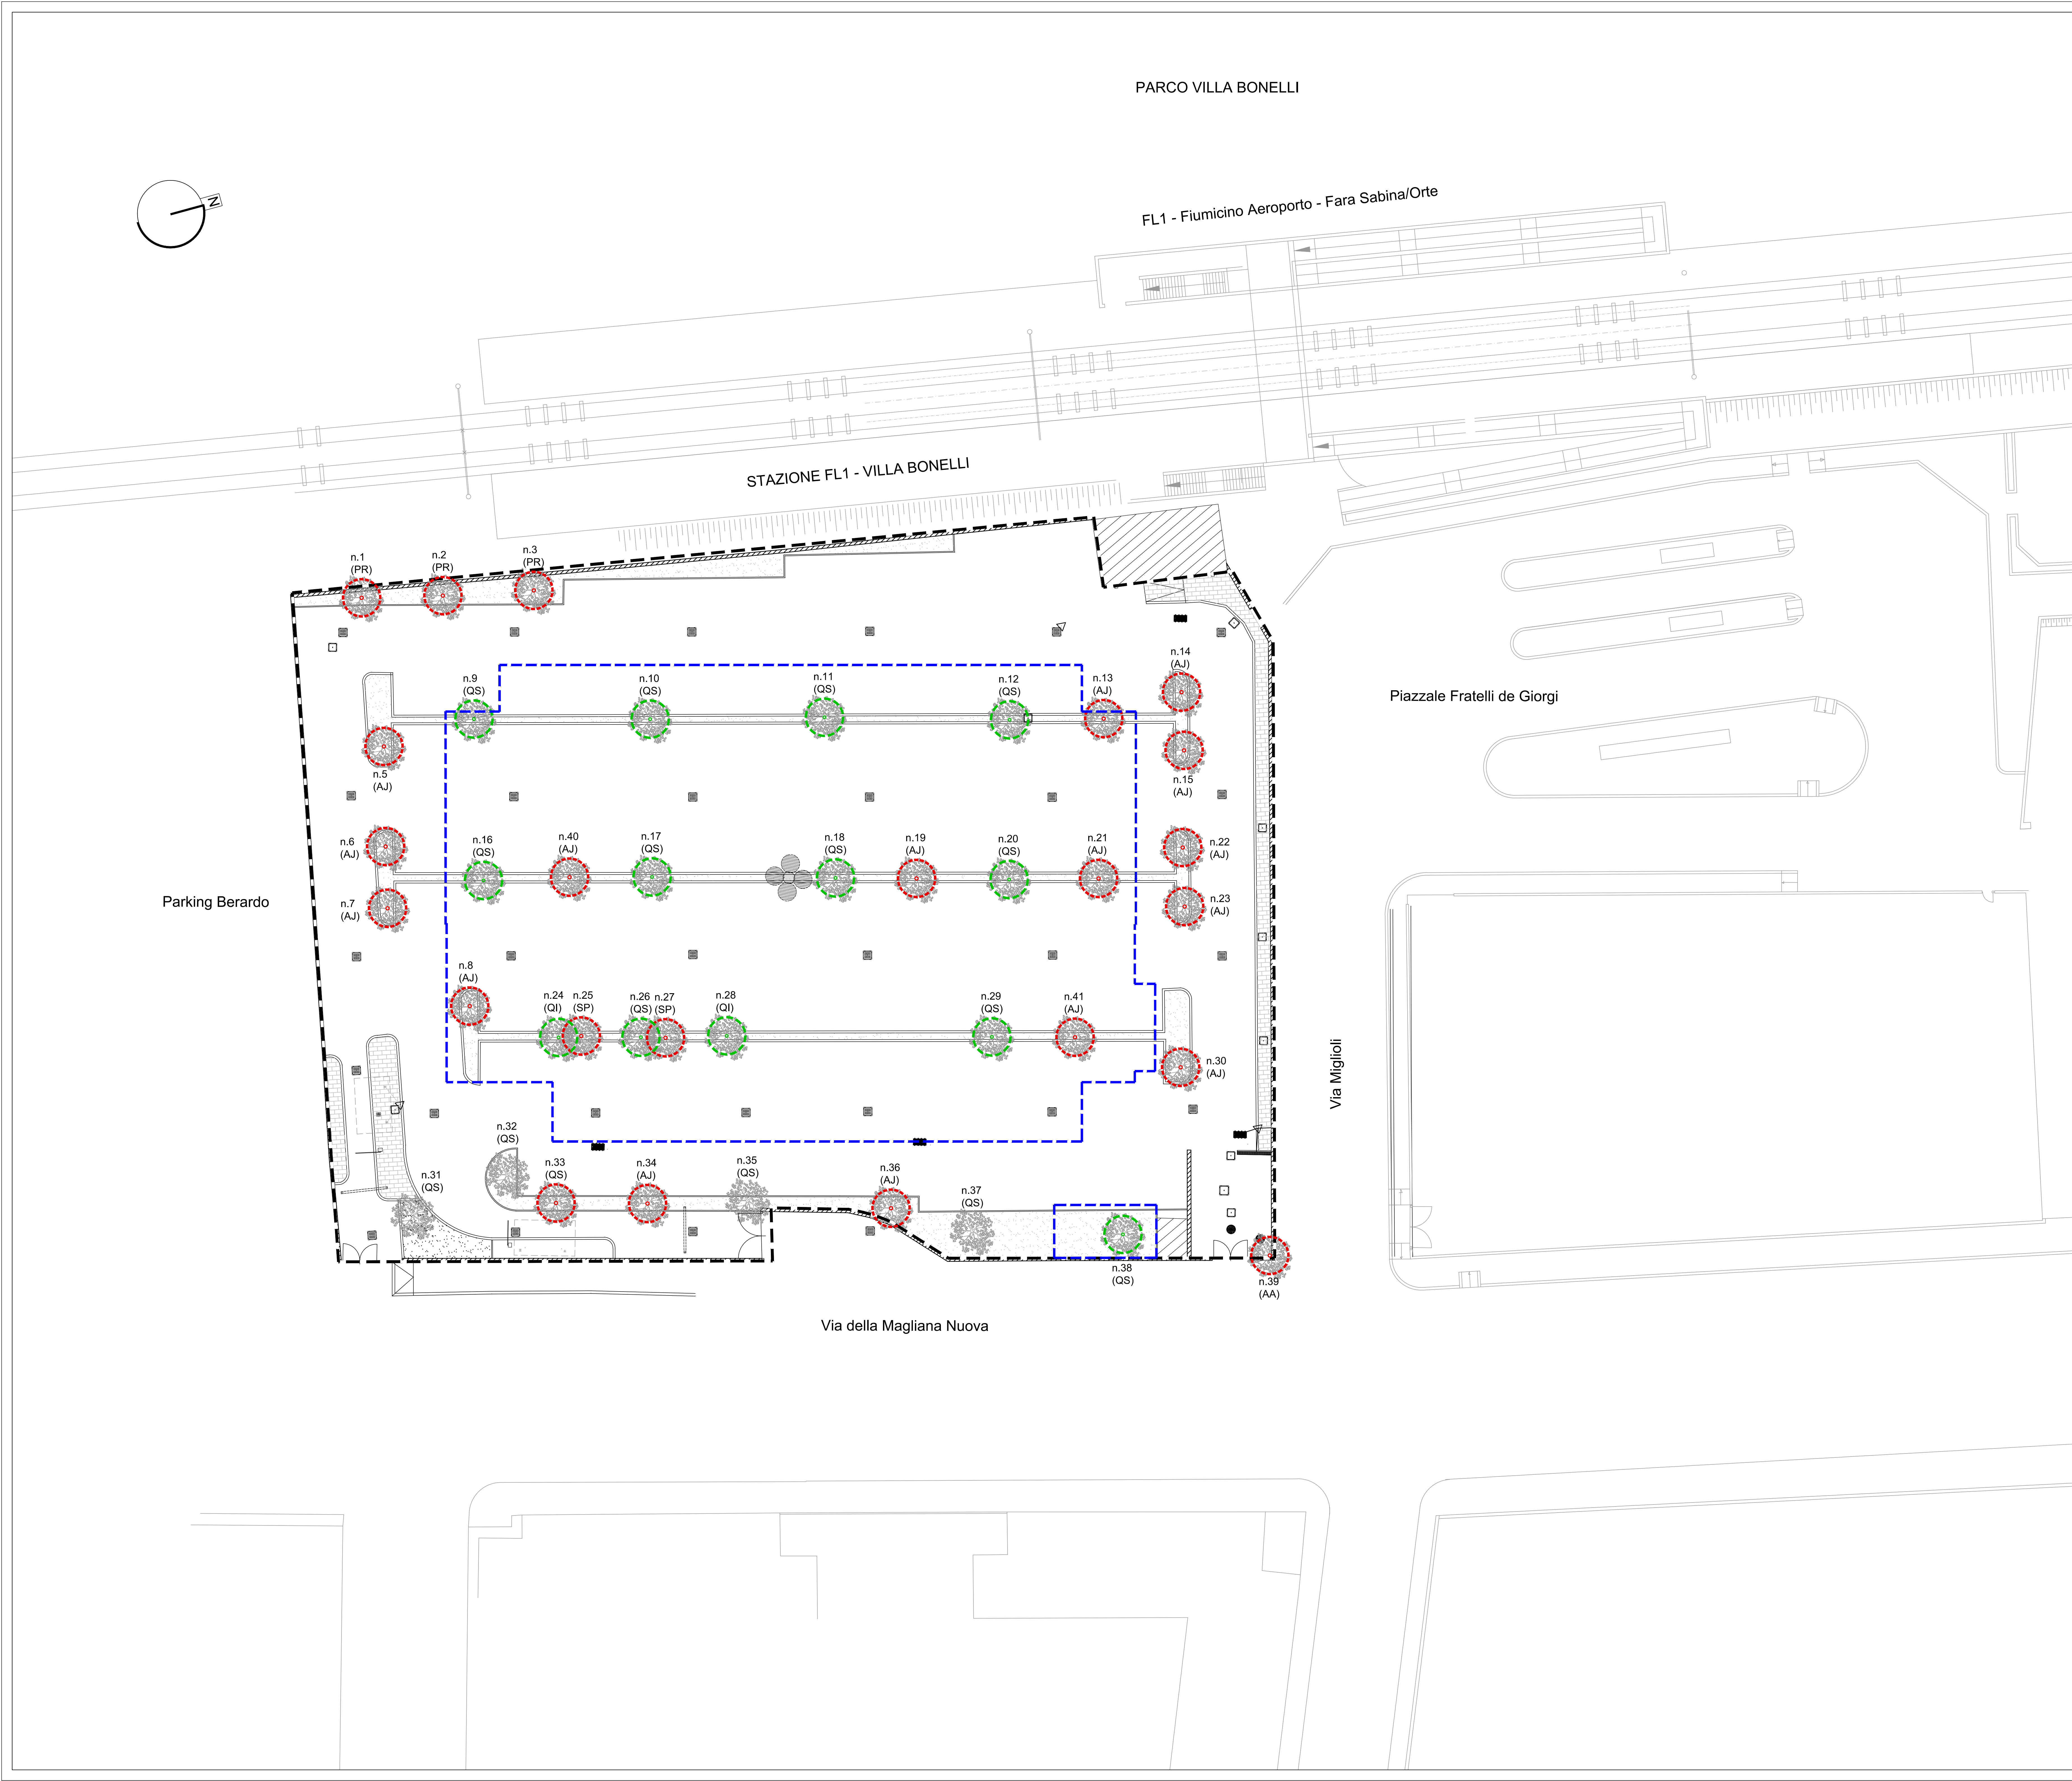 PARCO VILLA BONELLI
N
FL1 - Fiumicino Aeroporto - Fara Sabina/Orte
STAZIONE FL1 - VILLA BONELLI
n.1
(PR)
n.2
(PR)
n.3
(PR)
n.14
(AJ)
n.9
(QS)
n.10
(QS)
n.11
(QS)
n.12
(QS)
n.13
(AJ)
Piazzale Fratelli de Giorgi
n.5
(AJ)
n.15
(AJ)
n.6
(AJ)
n.16
(QS)
n.40
(AJ)
n.17
(QS)
n.18
(QS)
n.19
(AJ)
n.20
(QS)
n.21
(AJ)
n.22
(AJ)
Parking Berardo
n.7
(AJ)
n.23
(AJ)
n.8
(AJ)
n.24
(QI)
n.25
(SP)
n.26
(QS)
n.27
(SP)
n.28
(QI)
n.29
(QS)
n.41
(AJ)
n.30
(AJ)
Via Miglioli
n.32
(QS)
n.31
(QS)
n.33
(QS)
n.34
(AJ)
n.35
(QS)
n.36
(AJ)
n.37
(QS)
n.38
(QS)
n.39
(AA)
Via della Magliana Nuova